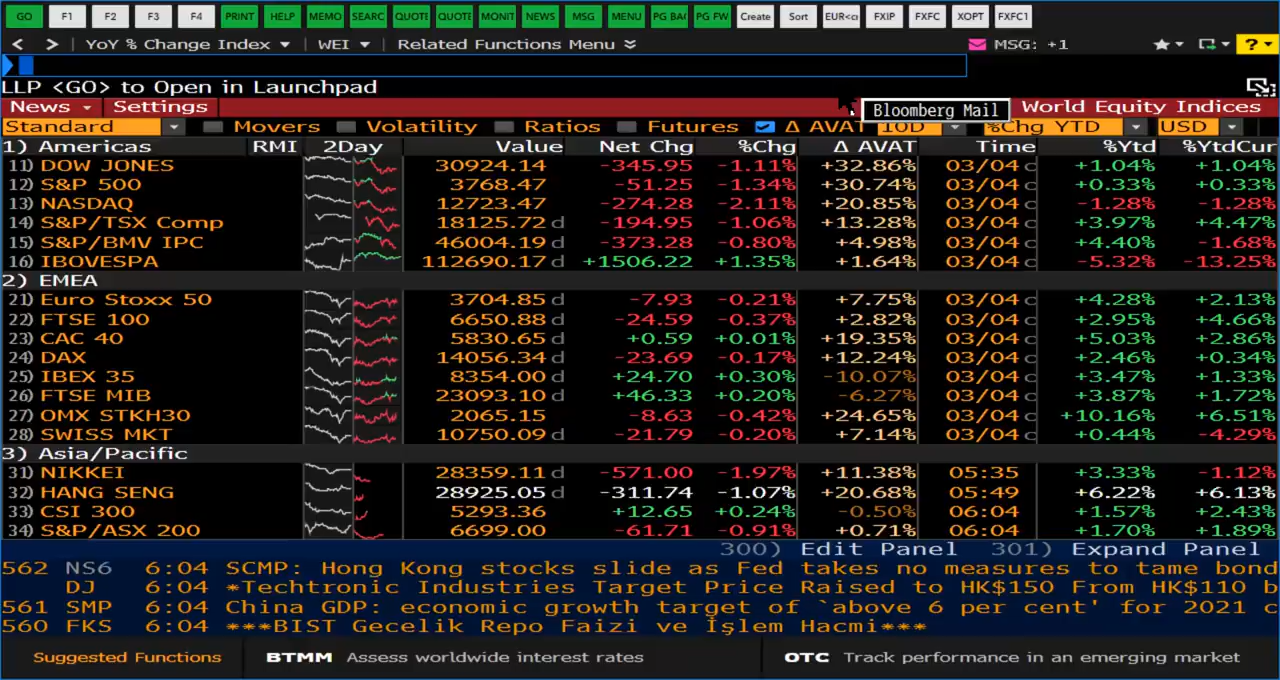 GO F1 F2 F3 F4 PRINT HELP MEMO SEARC QUOTE QUOTE MONIT NEWS MSG MENU PG BAC PG FW Create Sort EUR<cu FXIP FXFC XOPT FXFC1
< > YoY % Change Index WEI Related Functions Menu MSG: +1 ?
LLP <GO> to Open in Launchpad
News Settings Bloomberg Mail World Equity Indices
Standard Movers Volatility Ratios Futures Δ AVAT 10D %Chg YTD USD
1) Americas RMI 2Day Value Net Chg %Chg Δ AVAT Time %Ytd %YtdCur
11) DOW JONES 30924.14 -345.95 -1.11% +32.86% 03/04 c +1.04% +1.04%
12) S&P 500 3768.47 -51.25 -1.34% +30.74% 03/04 c +0.33% +0.33%
13) NASDAQ 12723.47 -274.28 -2.11% +20.85% 03/04 c -1.28% -1.28%
14) S&P/TSX Comp 18125.72 d -194.95 -1.06% +13.28% 03/04 c +3.97% +4.47%
15) S&P/BMV IPC 46004.19 d -373.28 -0.80% +4.98% 03/04 c +4.40% -1.68%
16) IBOVESPA 112690.17 d +1506.22 +1.35% +1.64% 03/04 c -5.32% -13.25%
2) EMEA
21) Euro Stoxx 50 3704.85 d -7.93 -0.21% +7.75% 03/04 c +4.28% +2.13%
22) FTSE 100 6650.88 d -24.59 -0.37% +2.82% 03/04 c +2.95% +4.66%
23) CAC 40 5830.65 d +0.59 +0.01% +19.35% 03/04 c +5.03% +2.86%
24) DAX 14056.34 d -23.69 -0.17% +12.24% 03/04 c +2.46% +0.34%
25) IBEX 35 8354.00 d +24.70 +0.30% -10.07% 03/04 c +3.47% +1.33%
26) FTSE MIB 23093.10 d +46.33 +0.20% -6.27% 03/04 c +3.87% +1.72%
27) OMX STKH30 2065.15 -8.63 -0.42% +24.65% 03/04 c +10.16% +6.51%
28) SWISS MKT 10750.09 d -21.79 -0.20% +7.14% 03/04 c +0.44% -4.29%
3) Asia/Pacific
31) NIKKEI 28359.11 d -571.00 -1.97% +11.38% 05:35 +3.33% -1.12%
32) HANG SENG 28925.05 d -311.74 -1.07% +20.68% 05:49 +6.22% +6.13%
33) CSI 300 5293.36 +12.65 +0.24% -0.50% 06:04 +1.57% +2.43%
34) S&P/ASX 200 6699.00 -61.71 -0.91% +0.71% 06:04 +1.70% +1.89%
300) Edit Panel 301) Expand Panel
562 NS6 6:04 SCMP: Hong Kong stocks slide as Fed takes no measures to tame bond
DJ 6:04 *Techtronic Industries Target Price Raised to HK$150 From HK$110 b
561 SMP 6:04 China GDP: economic growth target of `above 6 per cent' for 2021 c
560 FKS 6:04 ***BIST Gecelik Repo Faizi ve İşlem Hacmi***
Suggested Functions BTMM Assess worldwide interest rates OTC Track performance in an emerging market